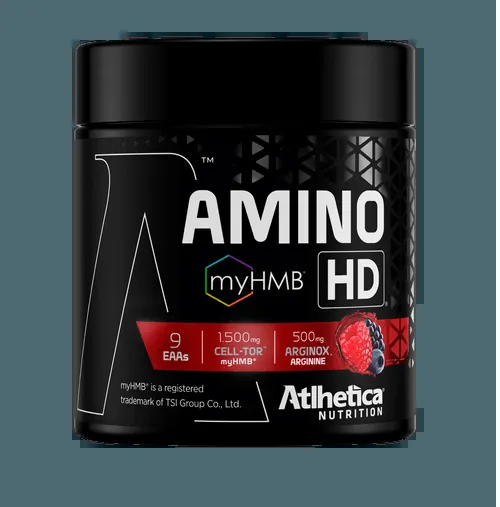 ™
AMINO
myHMB®
HD®
9
EAAs
1.500mg
CELL-TOR™
myHMB®
500mg
ARGINOX®
ARGININE
myHMB® is a registered
trademark of TSI Group Co., Ltd.
Atlhetica
NUTRITION